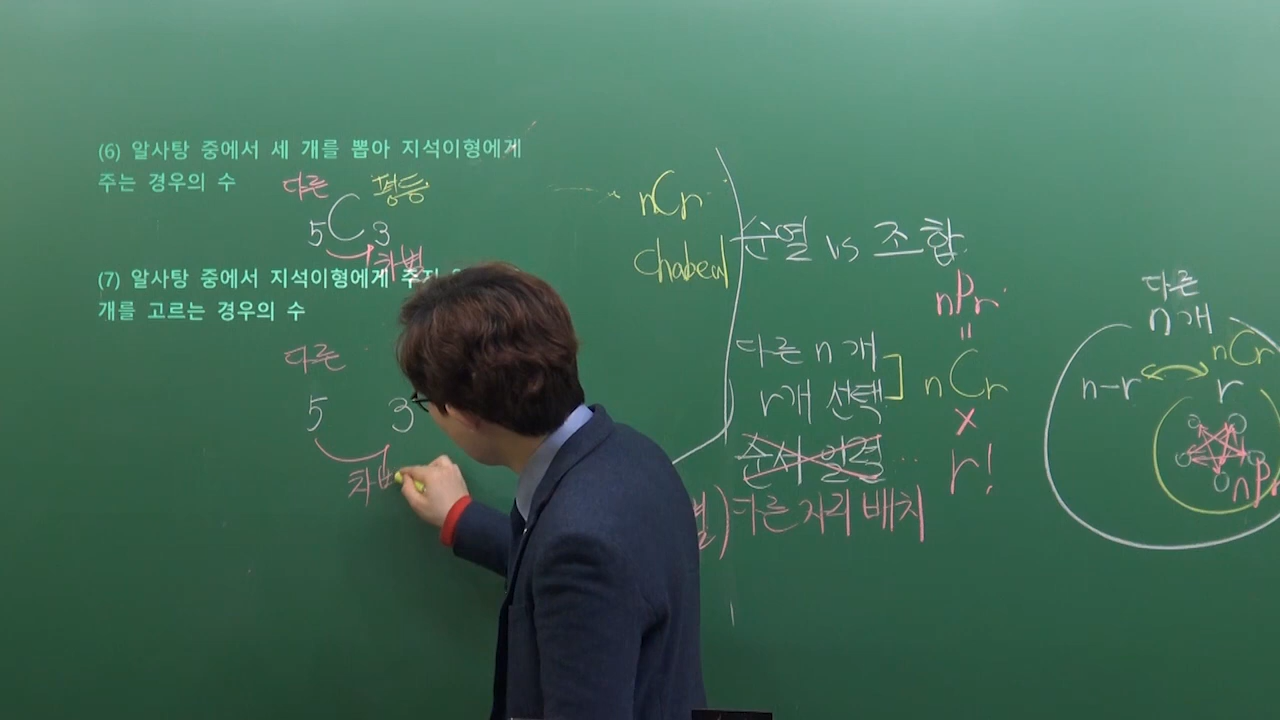 (6) 알사탕 중에서 세 개를 뽑아 지석이형에게
주는 경우의 수
다른 평등
5C3
차별
(7) 알사탕 중에서 지석이형에게 주지
개를 고르는 경우의 수
다른
5 3
차별
nCr
chabeal
순열 vs 조합
nPr
=
다른 n 개
r개 선택
nCr
×
순서 일렬 ...
r!
별) 다른 자리 배치
다른
n 개
nCr
n-r
r
nPr